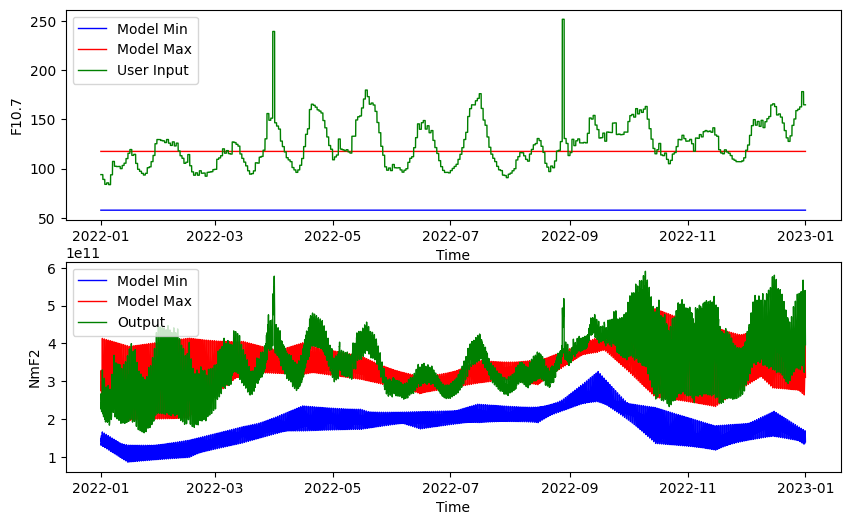 250
200
150
100
50
F10.7
Model Min
Model Max
User Input
2022-01 2022-03 2022-05 2022-07 2022-09 2022-11 2023-01
Time
1e11
6
5
4
3
2
1
NmF2
Model Min
Model Max
Output
2022-01 2022-03 2022-05 2022-07 2022-09 2022-11 2023-01
Time